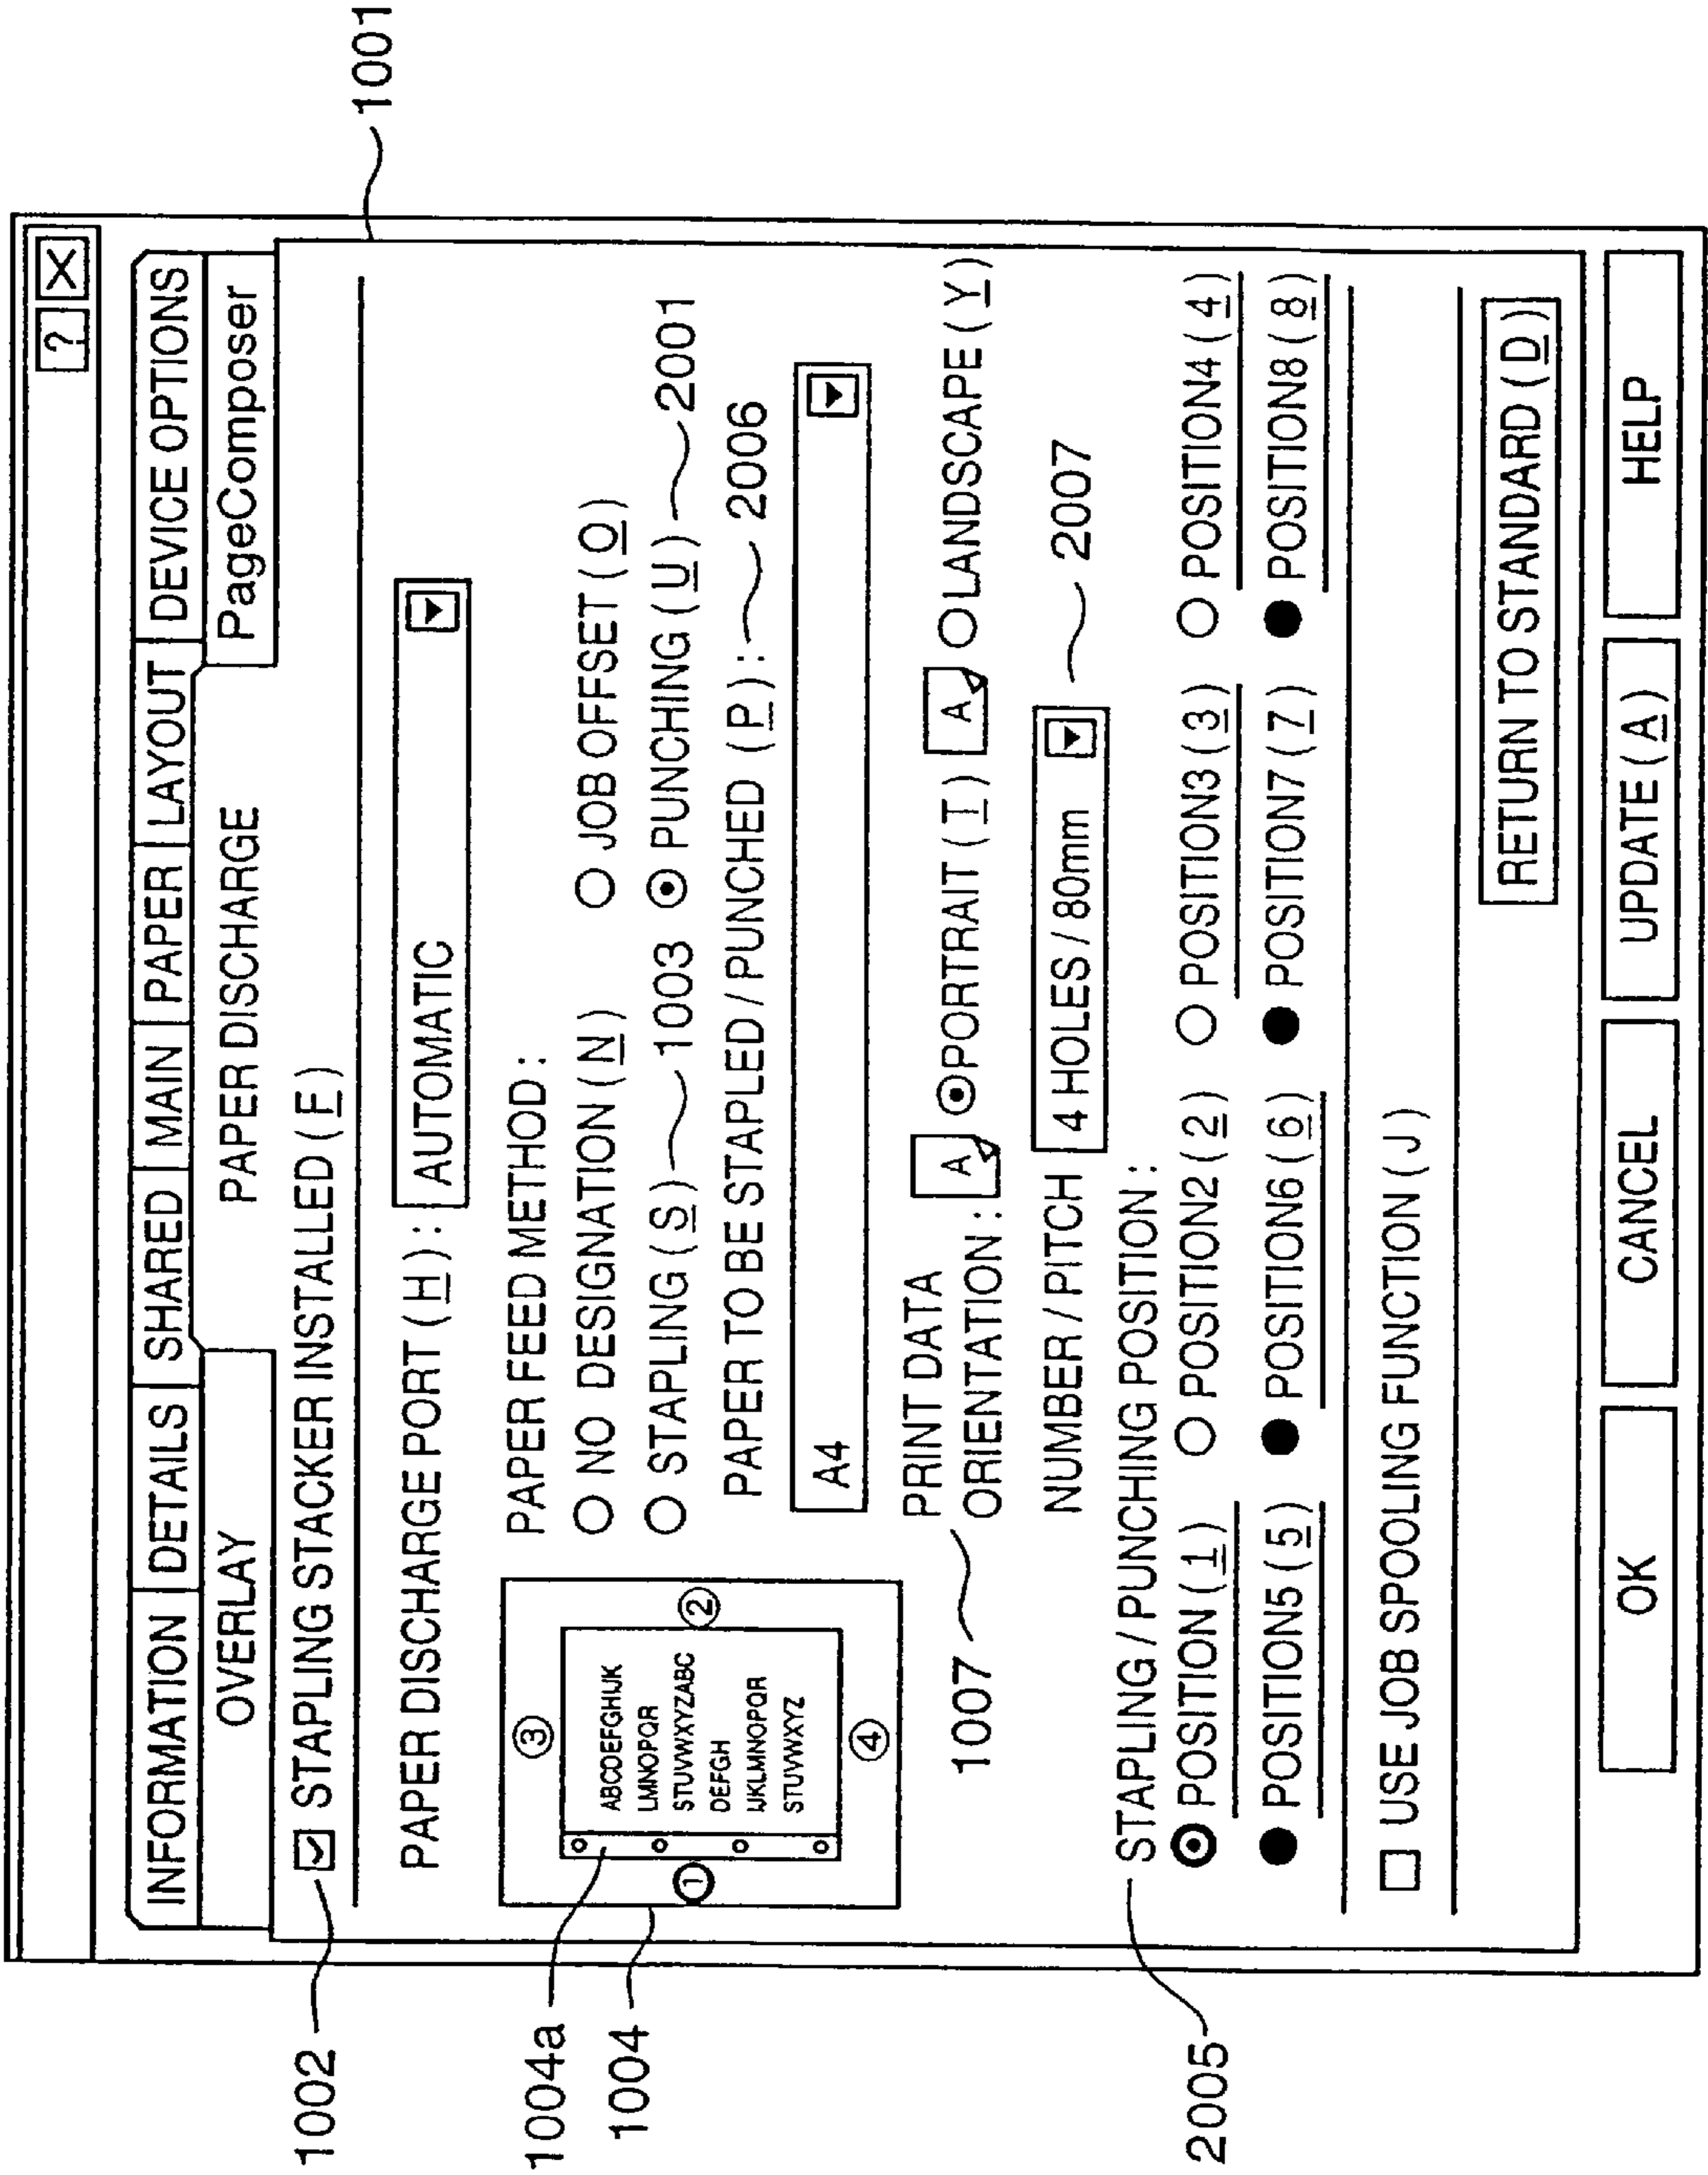 ? X
INFORMATION DETAILS SHARED MAIN PAPER LAYOUT DEVICE OPTIONS
OVERLAY PAPER DISCHARGE PageComposer
1001
1002 STAPLING STACKER INSTALLED (F)
PAPER DISCHARGE PORT (H): AUTOMATIC
PAPER FEED METHOD:
NO DESIGNATION (N) JOB OFFSET (O)
STAPLING (S) 1003 PUNCHING (U) 2001
PAPER TO BE STAPLED / PUNCHED (P): 2006
A4
1004a
1004
③
ABCDEFGHIJK
LMNOPQR
STUVWXYZABC
DEFGH
IJKLMNOPQR
STUVWXYZ
①
②
④
1007
PRINT DATA
ORIENTATION: A PORTRAIT (T) A LANDSCAPE (Y)
NUMBER / PITCH 4 HOLES / 80mm 2007
2005 STAPLING / PUNCHING POSITION:
POSITION (1) POSITION2 (2) POSITION3 (3) POSITION4 (4)
POSITION5 (5) POSITION6 (6) POSITION7 (7) POSITION8 (8)
USE JOB SPOOLING FUNCTION (J)
RETURN TO STANDARD (D)
OK CANCEL UPDATE (A) HELP